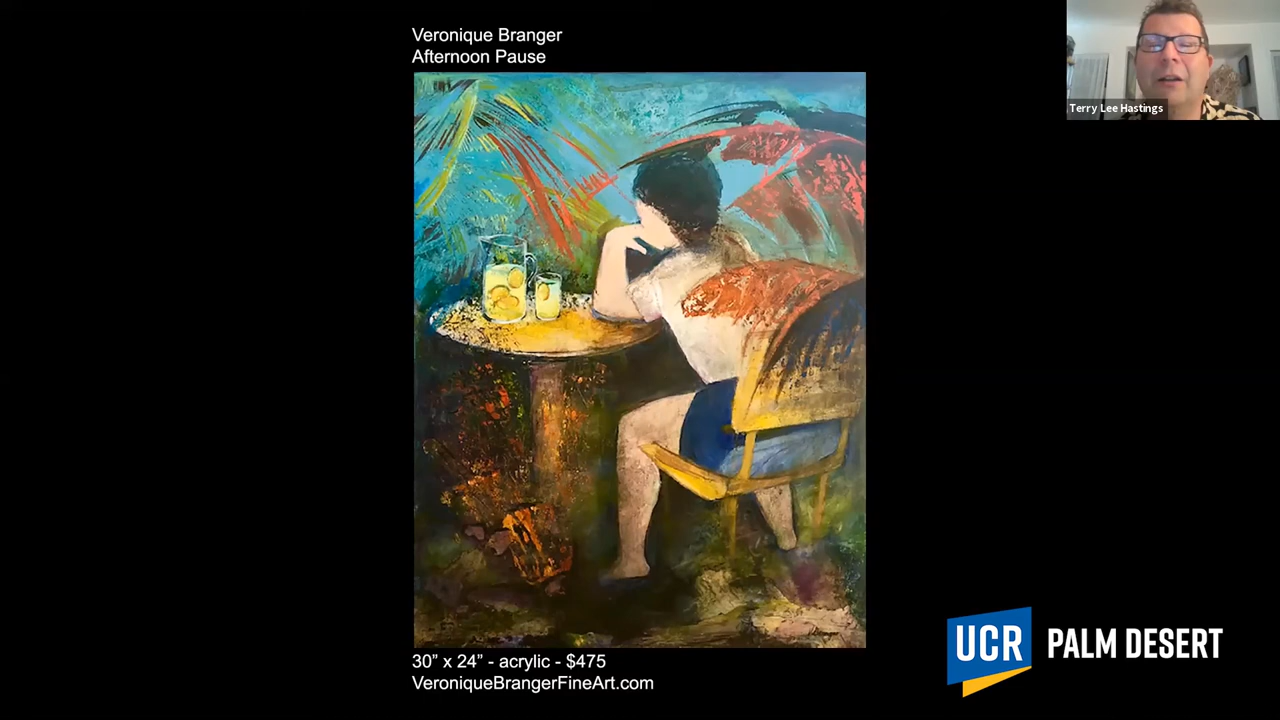 Veronique Branger
Afternoon Pause
Terry Lee Hastings
30” x 24” - acrylic - $475
VeroniqueBrangerFineArt.com
UCR PALM DESERT